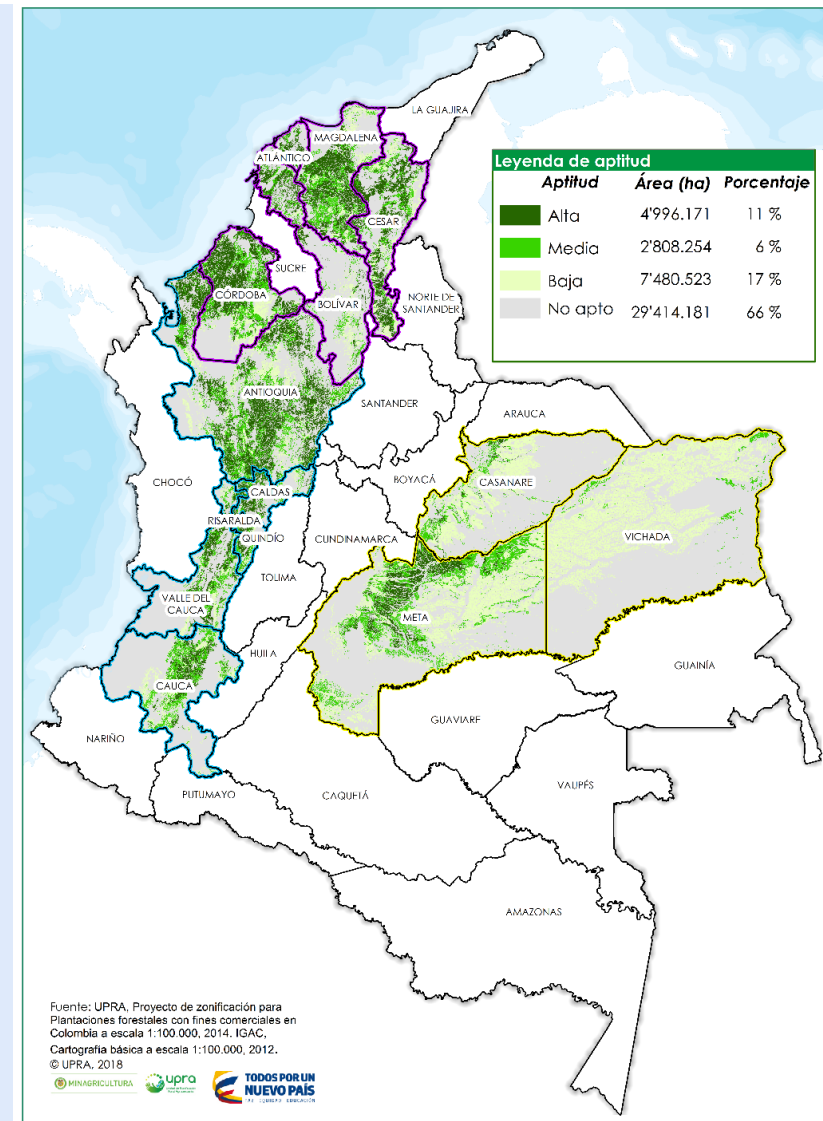 LA GUAJIRA
MAGDALENA
ATLÁNTICO
CESAR
Leyenda de aptitud
Aptitud Área (ha) Porcentaje
Alta 4'996.171 11 %
Media 2'808.254 6 %
Baja 7'480.523 17 %
No apto 29'414.181 66 %
SUCRE
CÓRDOBA
BOLÍVAR
NORTE DE
SANTANDER
ANTIOQUIA
SANTANDER
ARAUCA
CHOCÓ
BOYACÁ
CASANARE
CALDAS
RISARALDA
QUINDÍO
CUNDINAMARCA
VICHADA
TOLIMA
VALLE DEL
CAUCA
META
HUILA
GUAINÍA
CAUCA
GUAVIARE
NARIÑO
VAUPÉS
PUTUMAYO
CAQUETÁ
AMAZONAS
Fuente: UPRA, Proyecto de zonificación para
Plantaciones forestales con fines comerciales en
Colombia a escala 1:100.000, 2014. IGAC,
Cartografía básica a escala 1:100.000, 2012.
© UPRA, 2018
MINAGRICULTURA
upra
TODOS POR UN
NUEVO PAÍS
PAZ EQUIDAD EDUCACIÓN